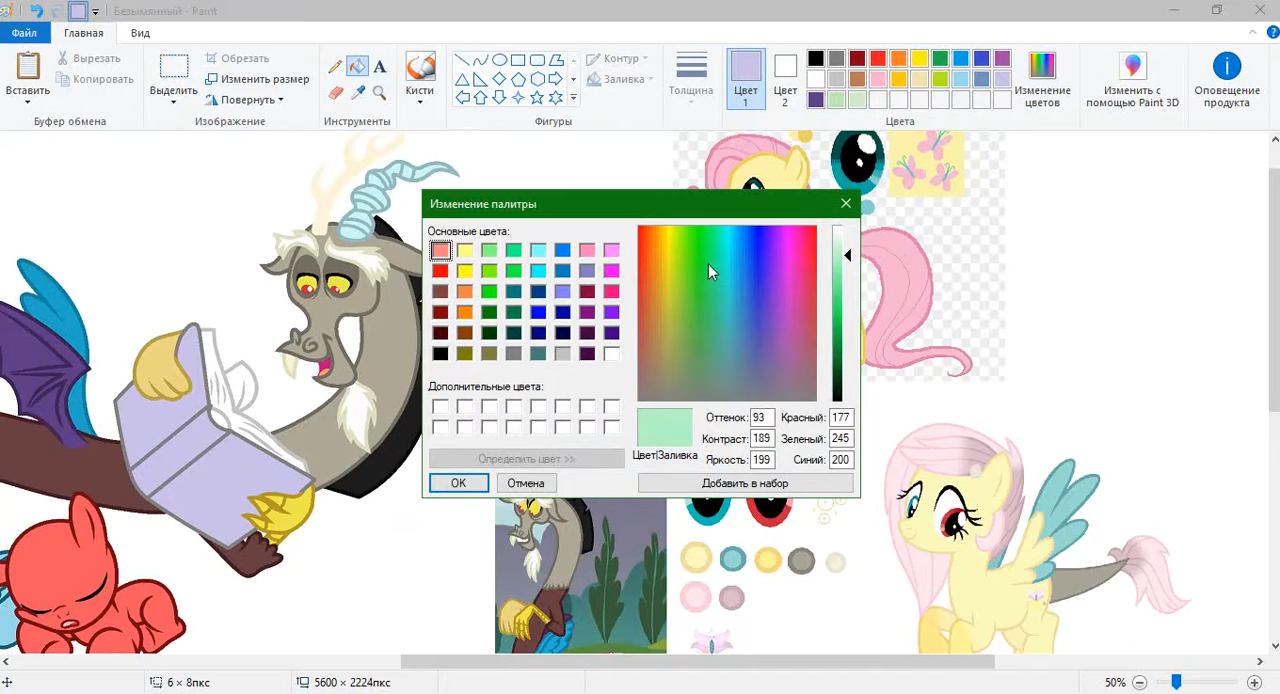 Безымянный - Paint
Файл
Главная
Вид
Вставить
Вырезать
Копировать
Буфер обмена
Выделить
Обрезать
Изменить размер
Повернуть
Изображение
A
Инструменты
Кисти
Контур
Заливка
Фигуры
Толщина
Цвет
1
Цвет
2
Изменение
цветов
Цвета
Изменить с
помощью Paint 3D
Оповещение
продукта
Изменение палитры
Основные цвета:
Дополнительные цвета:
Определить цвет >>
OK
Отмена
Цвет|Заливка
Оттенок: 93
Контраст: 189
Яркость: 199
Красный: 177
Зеленый: 245
Синий: 200
Добавить в набор
6 × 8пкс
5600 × 2224пкс
50%